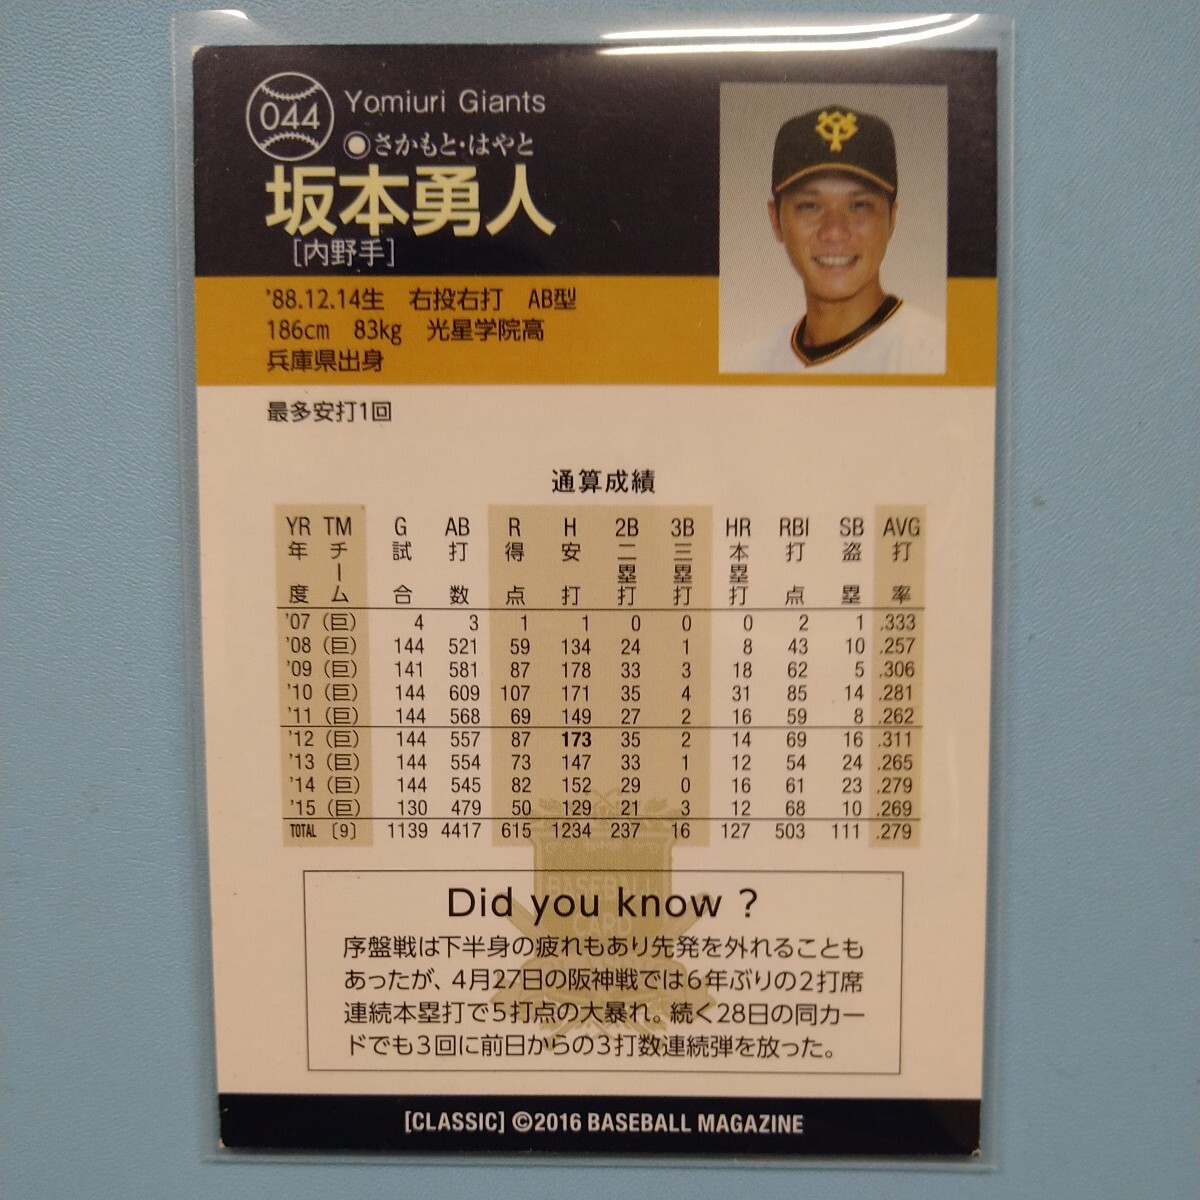 044
Yomiuri Giants
●さかもと・はやと
坂本勇人
[内野手]
'88.12.14生 右投右打 AB型
186cm 83kg 光星学院高
兵庫県出身
最多安打1回
通算成績
YR TM G AB R H 2B 3B HR RBI SB AVG
年度 チーム 試合 打数 得点 安打 二塁打 三塁打 本塁打 打点 盗塁 打率
'07 (巨) 4 3 1 1 0 0 0 2 1 .333
'08 (巨) 144 521 59 134 24 1 8 43 10 .257
'09 (巨) 141 581 87 178 33 3 18 62 5 .306
'10 (巨) 144 609 107 171 35 4 31 85 14 .281
'11 (巨) 144 568 69 149 27 2 16 59 8 .262
'12 (巨) 144 557 87 173 35 2 14 69 16 .311
'13 (巨) 144 554 73 147 33 1 12 54 24 .265
'14 (巨) 144 545 82 152 29 0 16 61 23 .279
'15 (巨) 130 479 50 129 21 3 12 68 10 .269
TOTAL [9] 1139 4417 615 1234 237 16 127 503 111 .279
BASEBALL
CARD
Did you know ?
序盤戦は下半身の疲れもあり先発を外れることも
あったが、4月27日の阪神戦では6年ぶりの2打席
連続本塁打で5打点の大暴れ。続く28日の同カー
ドでも3回に前日からの3打数連続弾を放った。
[CLASSIC] ©2016 BASEBALL MAGAZINE